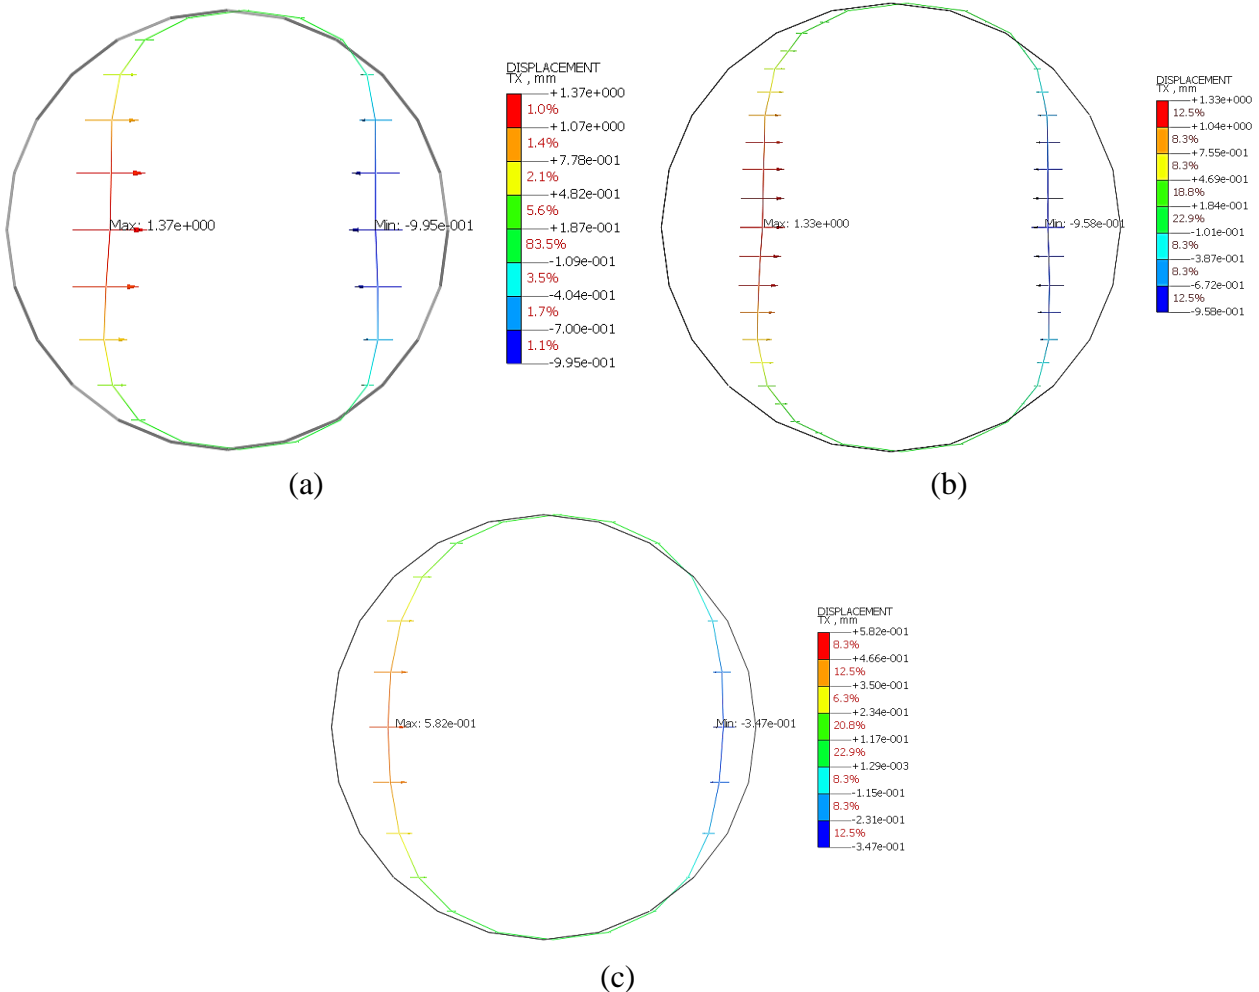 DISPLACEMENT
TX , mm
+1.37e+000
1.0%
+1.07e+000
1.4%
+7.78e-001
2.1%
+4.82e-001
5.6%
+1.87e-001
83.5%
-1.09e-001
3.5%
-4.04e-001
1.7%
-7.00e-001
1.1%
-9.95e-001
Max: 1.37e+000
Min: -9.95e-001
(a)
DISPLACEMENT
TX , mm
+1.33e+000
12.5%
+1.04e+000
8.3%
+7.55e-001
8.3%
+4.69e-001
18.8%
+1.84e-001
22.9%
-1.01e-001
8.3%
-3.87e-001
8.3%
-6.72e-001
12.5%
-9.58e-001
Max: 1.33e+000
Min: -9.58e-001
(b)
DISPLACEMENT
TX , mm
+5.82e-001
8.3%
+4.66e-001
12.5%
+3.50e-001
6.3%
+2.34e-001
20.8%
+1.17e-001
22.9%
+1.29e-003
8.3%
-1.15e-001
8.3%
-2.31e-001
12.5%
-3.47e-001
Max: 5.82e-001
Min: -3.47e-001
(c)